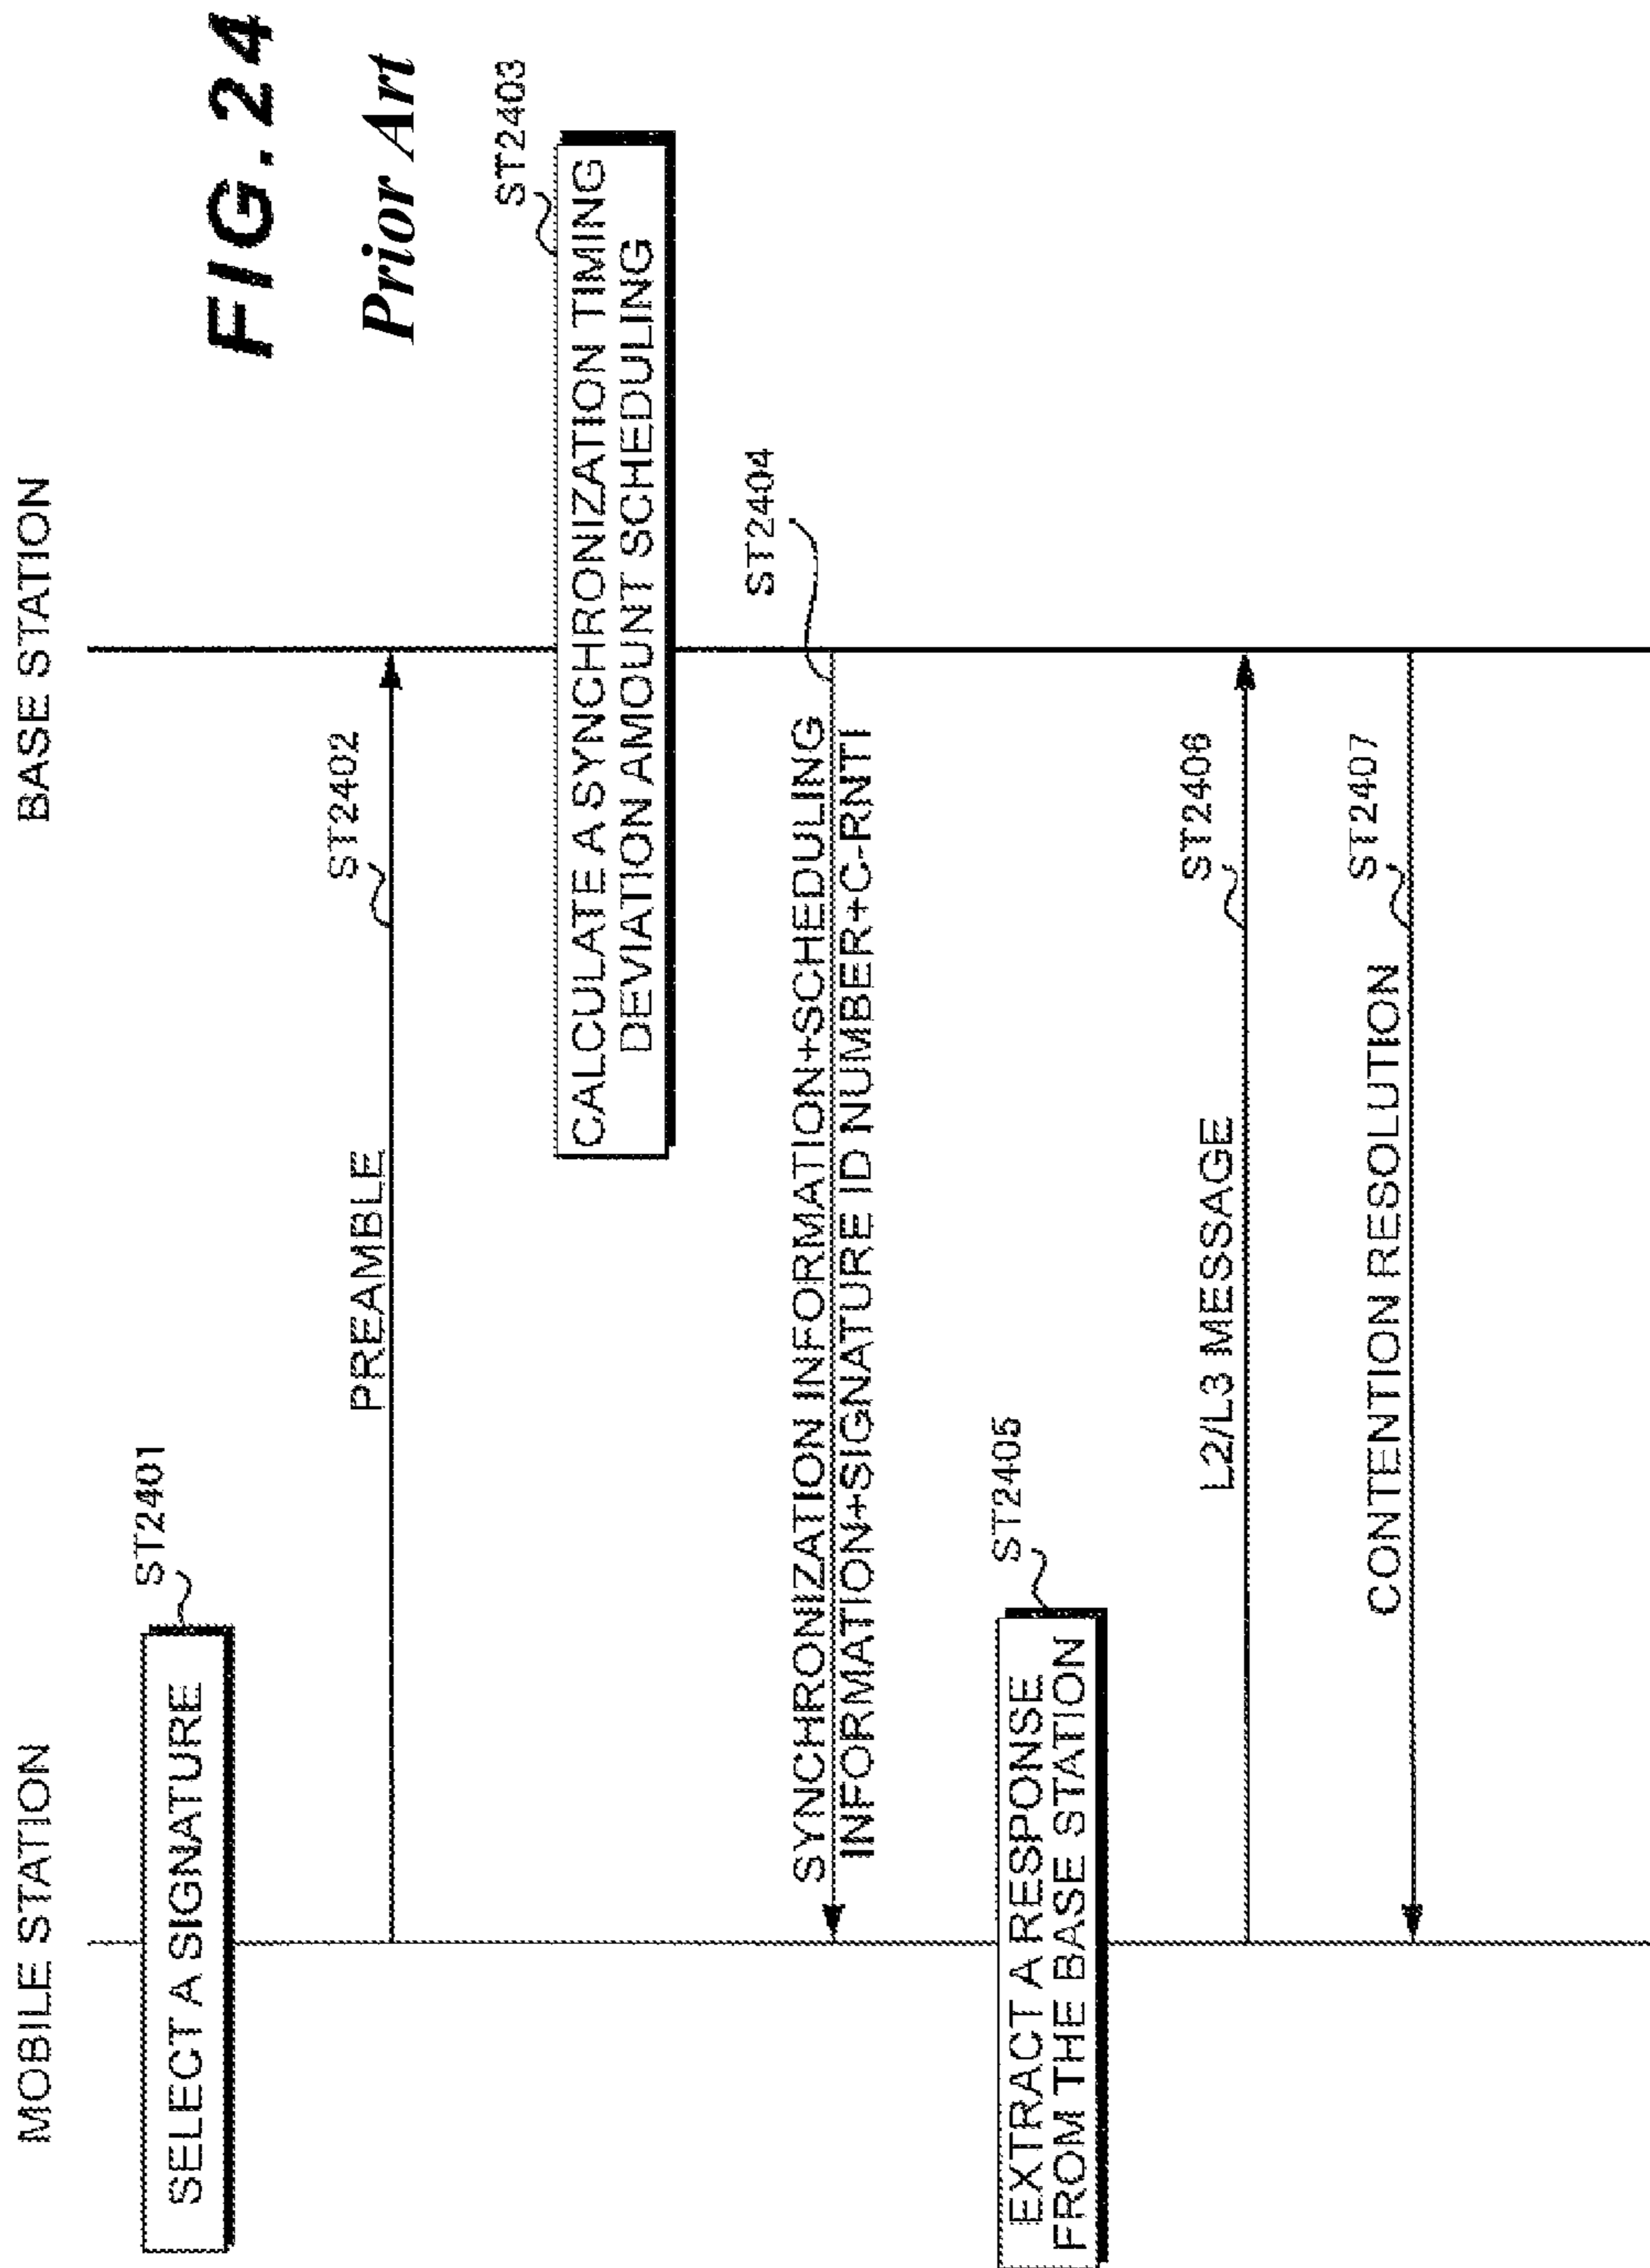 FIG.24
Prior Art
MOBILE STATION
BASE STATION
ST2401
SELECT A SIGNATURE
ST2402
PREAMBLE
ST2403
CALCULATE A SYNCHRONIZATION TIMING
DEVIATION AMOUNT SCHEDULING
ST2404
SYNCHRONIZATION INFORMATION+SCHEDULING
INFORMATION+SIGNATURE ID NUMBER+C-RNTI
ST2405
EXTRACT A RESPONSE
FROM THE BASE STATION
ST2406
L2/L3 MESSAGE
ST2407
CONTENTION RESOLUTION